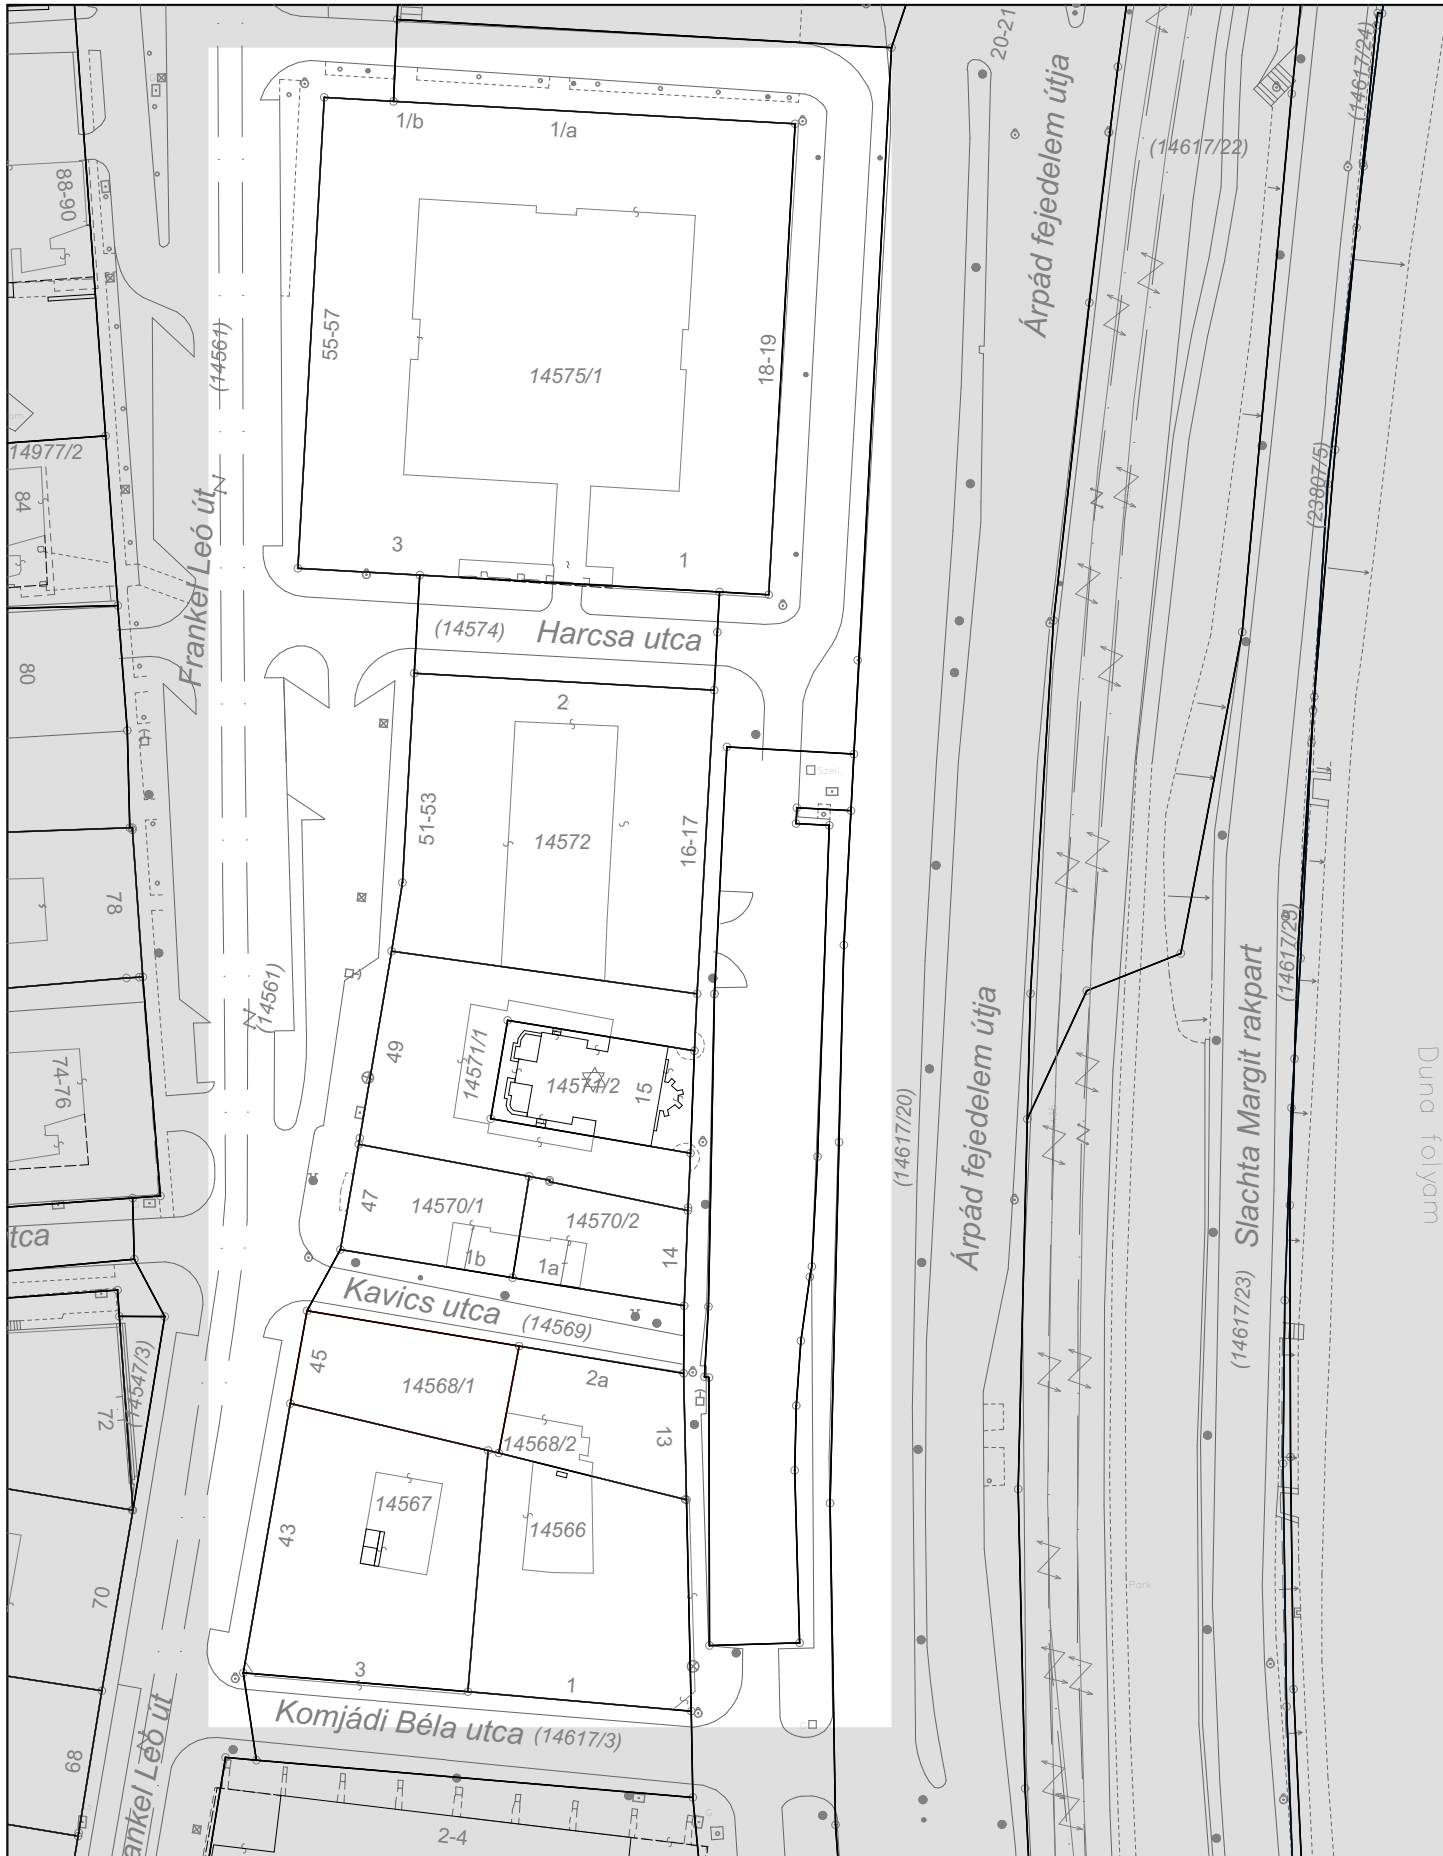 20-21
(14617/24)
88-90
1/b
1/a
Árpád fejedelem útja
(14617/22)
(14561)
55-57
14575/1
18-19
14977/2
84
Frankel Leó út
(23807/5)
3
1
(14574)
Harcsa utca
80
2
51-53
14572
16-17
Szell.
78
(14561)
(14617/25)
49
14571/1
14571/2
15
74-76
Árpád fejedelem útja
(14617/20)
Slachta Margit rakpart
Duna folyam
47
14570/1
14570/2
tca
1b
1a
14
Kavics utca
(14569)
(14617/23)
45
14568/1
2a
(14547/3)
72
13
14568/2
14567
14566
43
70
Park
3
1
Komjádi Béla utca
(14617/3)
68
ankel Leó út
2-4